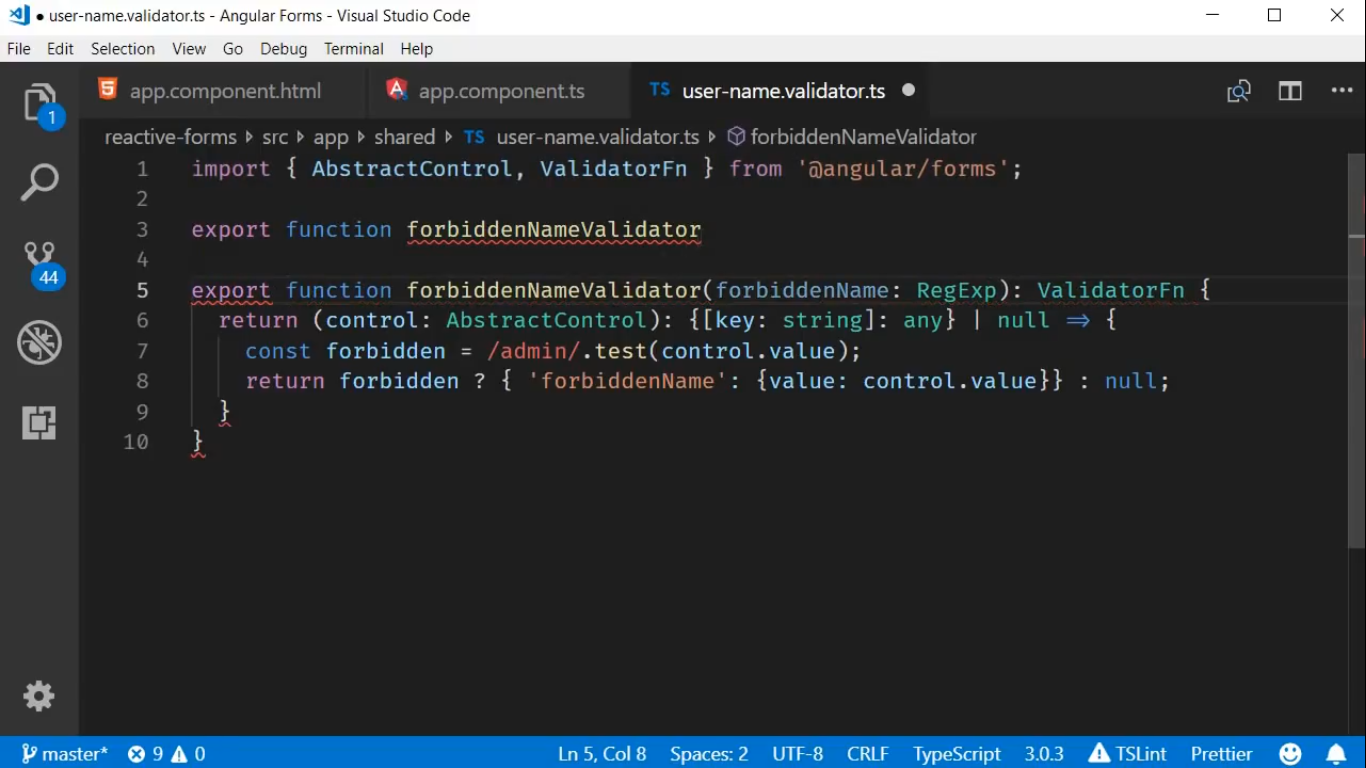 user-name.validator.ts - Angular Forms - Visual Studio Code
File Edit Selection View Go Debug Terminal Help
app.component.html app.component.ts TS user-name.validator.ts
reactive-forms src app shared TS user-name.validator.ts forbiddenNameValidator
1 import { AbstractControl, ValidatorFn } from '@angular/forms';
2
3 export function forbiddenNameValidator
4
5 export function forbiddenNameValidator(forbiddenName: RegExp): ValidatorFn {
6 return (control: AbstractControl): {[key: string]: any} | null => {
7 const forbidden = /admin/.test(control.value);
8 return forbidden ? { 'forbiddenName': {value: control.value}} : null;
9 }
10 }
1
44
master* 9 0 Ln 5, Col 8 Spaces: 2 UTF-8 CRLF TypeScript 3.0.3 TSLint Prettier